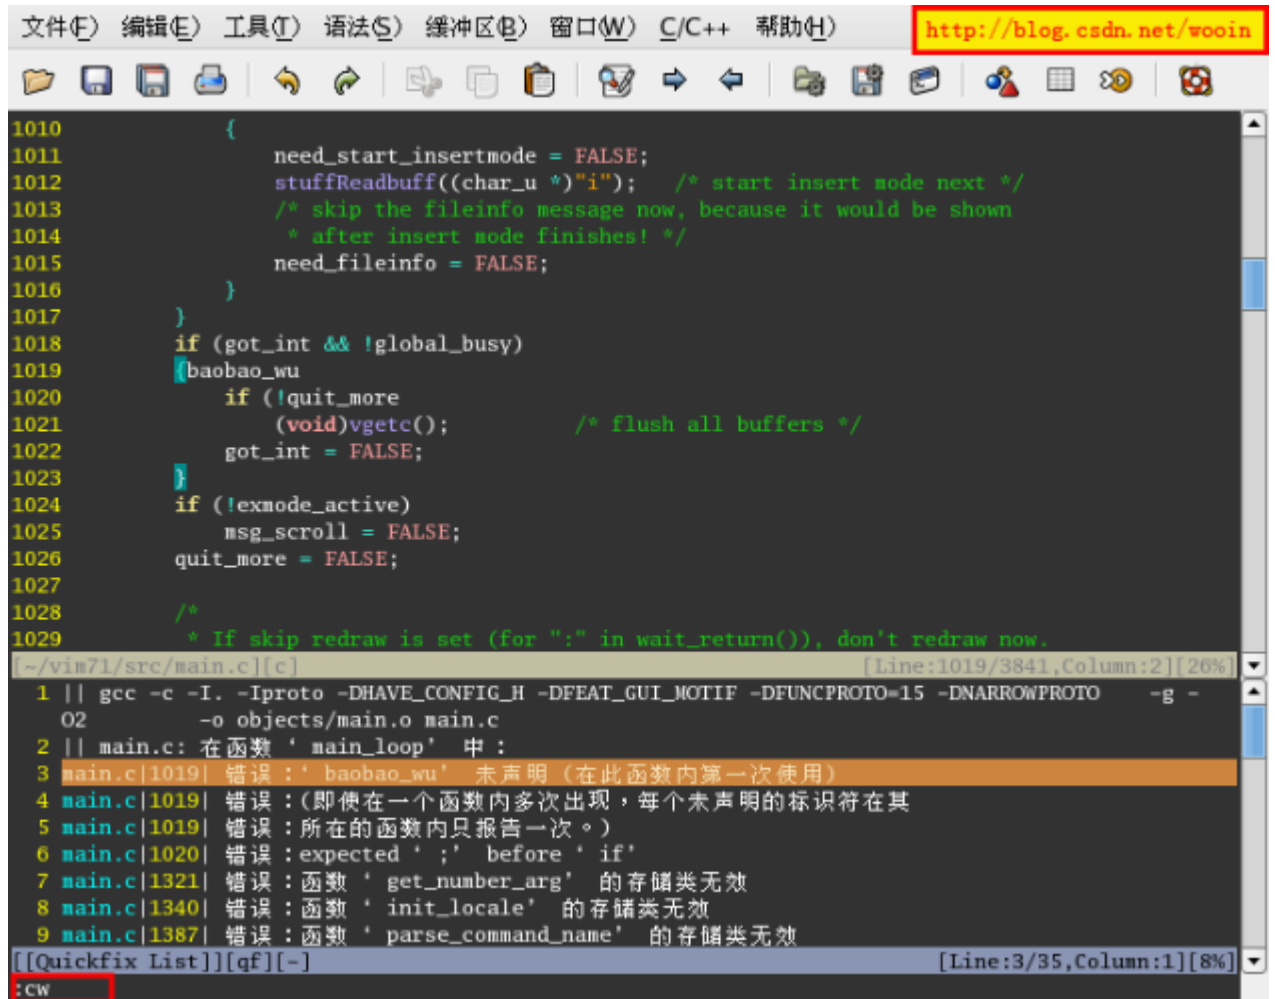 文件(F) 编辑(E) 工具(T) 语法(S) 缓冲区(B) 窗口(W) C/C++ 帮助(H) http://blog.csdn.net/wooin
1010 {
1011 need_start_insertmode = FALSE;
1012 stuffReadbuff((char_u *)"i"); /* start insert mode next */
1013 /* skip the fileinfo message now, because it would be shown
1014 * after insert mode finishes! */
1015 need_fileinfo = FALSE;
1016 }
1017 }
1018 if (got_int && !global_busy)
1019 {baobao_wu
1020 if (!quit_more
1021 (void)vgetc(); /* flush all buffers */
1022 got_int = FALSE;
1023 }
1024 if (!exmode_active)
1025 msg_scroll = FALSE;
1026 quit_more = FALSE;
1027
1028 /*
1029 * If skip redraw is set (for ":" in wait_return()), don't redraw now.
[~/vim71/src/main.c][c] [Line:1019/3841,Column:2][26%]
1 || gcc -c -I. -Iproto -DHAVE_CONFIG_H -DFEAT_GUI_MOTIF -DFUNCPROTO=15 -DNARROWPROTO -g -
O2 -o objects/main.o main.c
2 || main.c: 在函数 ‘main_loop’ 中：
3 main.c|1019| 错误：‘baobao_wu’ 未声明 (在此函数内第一次使用)
4 main.c|1019| 错误：(即使在一个函数内多次出现，每个未声明的标识符在其
5 main.c|1019| 错误：所在的函数内只报告一次。)
6 main.c|1020| 错误：expected ‘;’ before ‘if’
7 main.c|1321| 错误：函数 ‘get_number_arg’ 的存储类无效
8 main.c|1340| 错误：函数 ‘init_locale’ 的存储类无效
9 main.c|1387| 错误：函数 ‘parse_command_name’ 的存储类无效
[[Quickfix List]][qf][-] [Line:3/35,Column:1][8%]
:cw